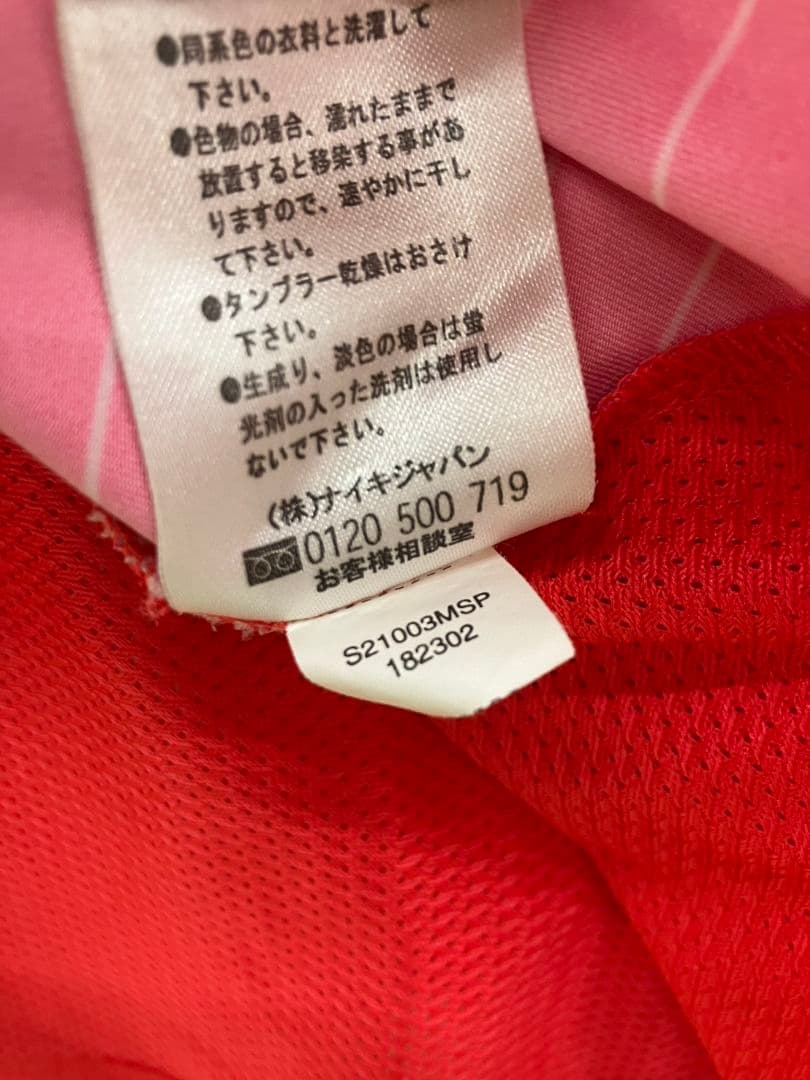 ●同系色の衣料と洗濯して
下さい。
●色物の場合、濡れたままで
放置すると移染する事があ
りますので、速やかに干し
て下さい。
●タンブラー乾燥はおさけ
下さい。
●生成り、淡色の場合は蛍
光剤の入った洗剤は使用し
ないで下さい。
(株)ナイキジャパン
0120 500 719
お客様相談室
S21003MSP
182302